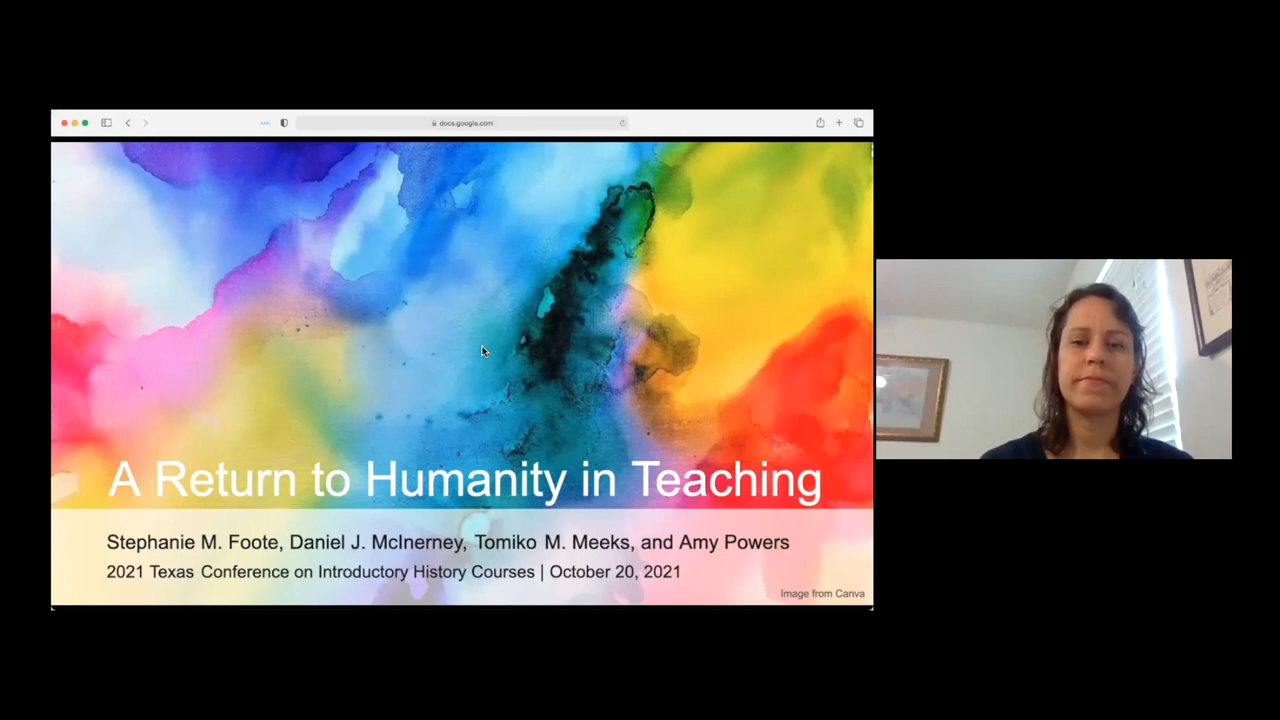 docs.google.com
A Return to Humanity in Teaching
Stephanie M. Foote, Daniel J. McInerney, Tomiko M. Meeks, and Amy Powers
2021 Texas Conference on Introductory History Courses | October 20, 2021
Image from Canva